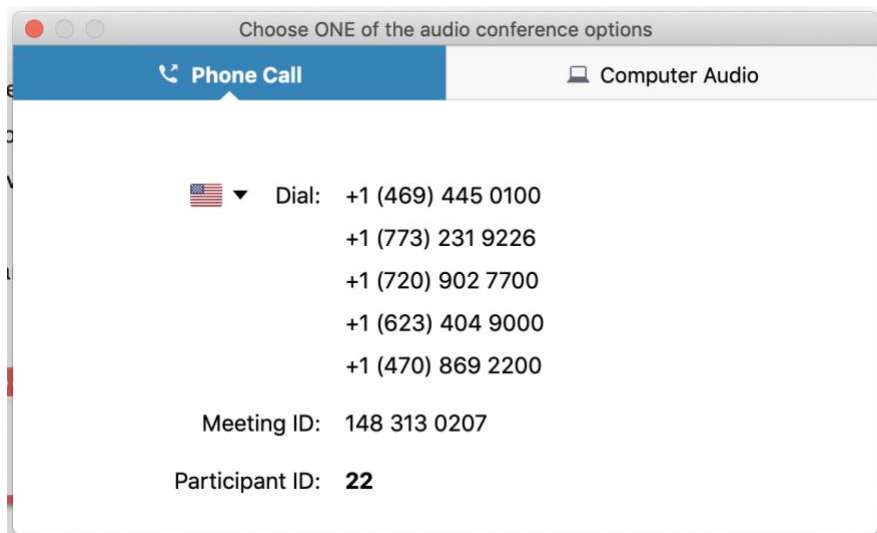 Choose ONE of the audio conference options
Phone Call
Computer Audio
Dial: +1 (469) 445 0100
+1 (773) 231 9226
+1 (720) 902 7700
+1 (623) 404 9000
+1 (470) 869 2200
Meeting ID: 148 313 0207
Participant ID: 22